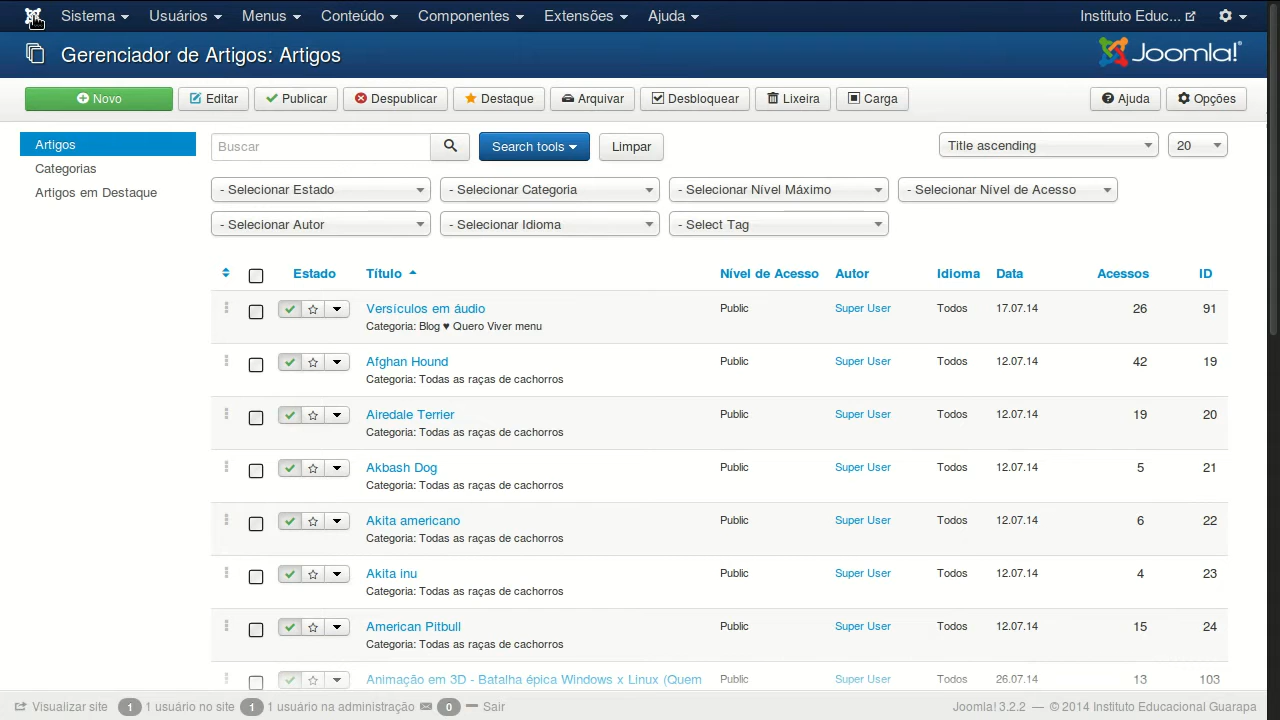 Sistema Usuários Menus Conteúdo Componentes Extensões Ajuda Instituto Educ...
Gerenciador de Artigos: Artigos Joomla!®
Novo Editar Publicar Despublicar Destaque Arquivar Desbloquear Lixeira Carga Ajuda Opções
Artigos
Categorias
Artigos em Destaque
Buscar Search tools Limpar Title ascending 20
- Selecionar Estado - Selecionar Categoria - Selecionar Nível Máximo - Selecionar Nível de Acesso
- Selecionar Autor - Selecionar Idioma - Select Tag
Estado Título Nível de Acesso Autor Idioma Data Acessos ID
Versículos em áudio Public Super User Todos 17.07.14 26 91
Categoria: Blog ♥ Quero Viver menu
Afghan Hound Public Super User Todos 12.07.14 42 19
Categoria: Todas as raças de cachorros
Airedale Terrier Public Super User Todos 12.07.14 19 20
Categoria: Todas as raças de cachorros
Akbash Dog Public Super User Todos 12.07.14 5 21
Categoria: Todas as raças de cachorros
Akita americano Public Super User Todos 12.07.14 6 22
Categoria: Todas as raças de cachorros
Akita inu Public Super User Todos 12.07.14 4 23
Categoria: Todas as raças de cachorros
American Pitbull Public Super User Todos 12.07.14 15 24
Categoria: Todas as raças de cachorros
Animação em 3D - Batalha épica Windows x Linux (Quem Public Super User Todos 26.07.14 13 103
Visualizar site 1 1 usuário no site 1 1 usuário na administração 0 Sair Joomla! 3.2.2 — © 2014 Instituto Educacional Guarapa